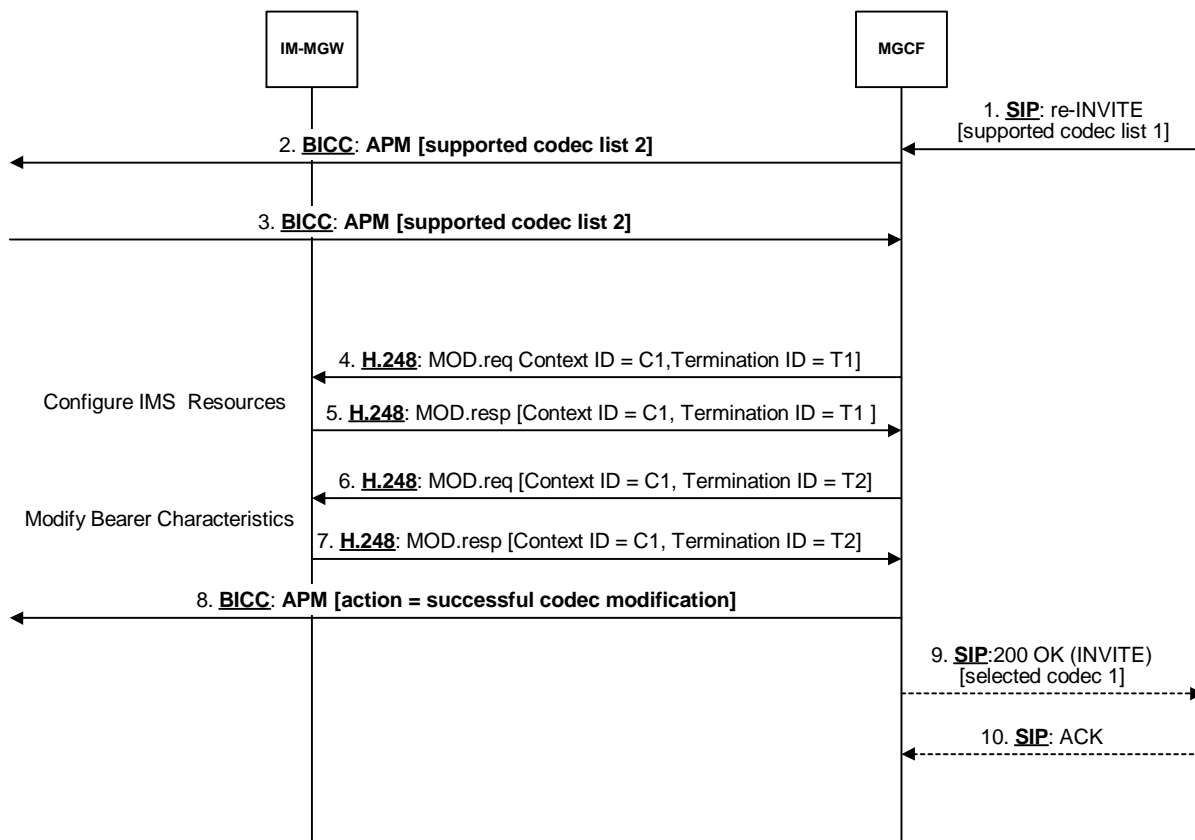 IM-MGW
MGCF
1. SIP: re-INVITE
[supported codec list 1]
2. BICC: APM [supported codec list 2]
3. BICC: APM [supported codec list 2]
4. H.248: MOD.req Context ID = C1,Termination ID = T1]
Configure IMS Resources
5. H.248: MOD.resp [Context ID = C1, Termination ID = T1 ]
6. H.248: MOD.req [Context ID = C1, Termination ID = T2]
Modify Bearer Characteristics
7. H.248: MOD.resp [Context ID = C1, Termination ID = T2]
8. BICC: APM [action = successful codec modification]
9. SIP:200 OK (INVITE)
[selected codec 1]
10. SIP: ACK